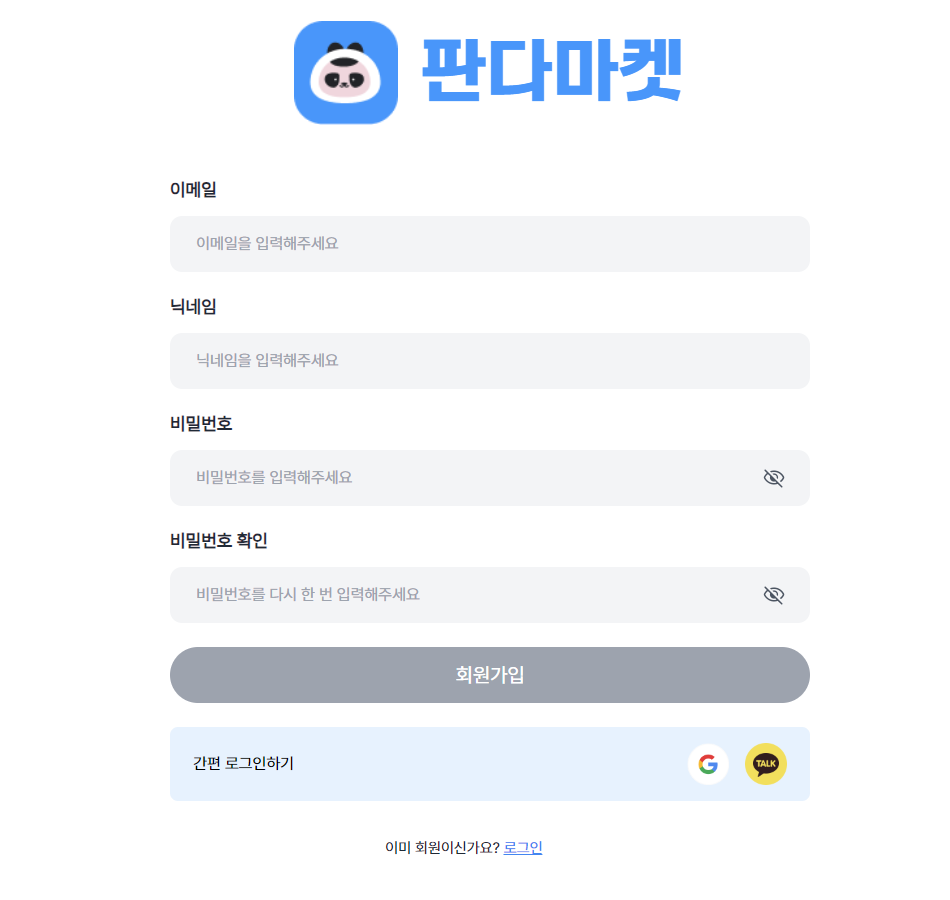 판다마켓
이메일
이메일을 입력해주세요
닉네임
닉네임을 입력해주세요
비밀번호
비밀번호를 입력해주세요
비밀번호 확인
비밀번호를 다시 한 번 입력해주세요
회원가입
간편 로그인하기
G
TALK
이미 회원이신가요? 로그인